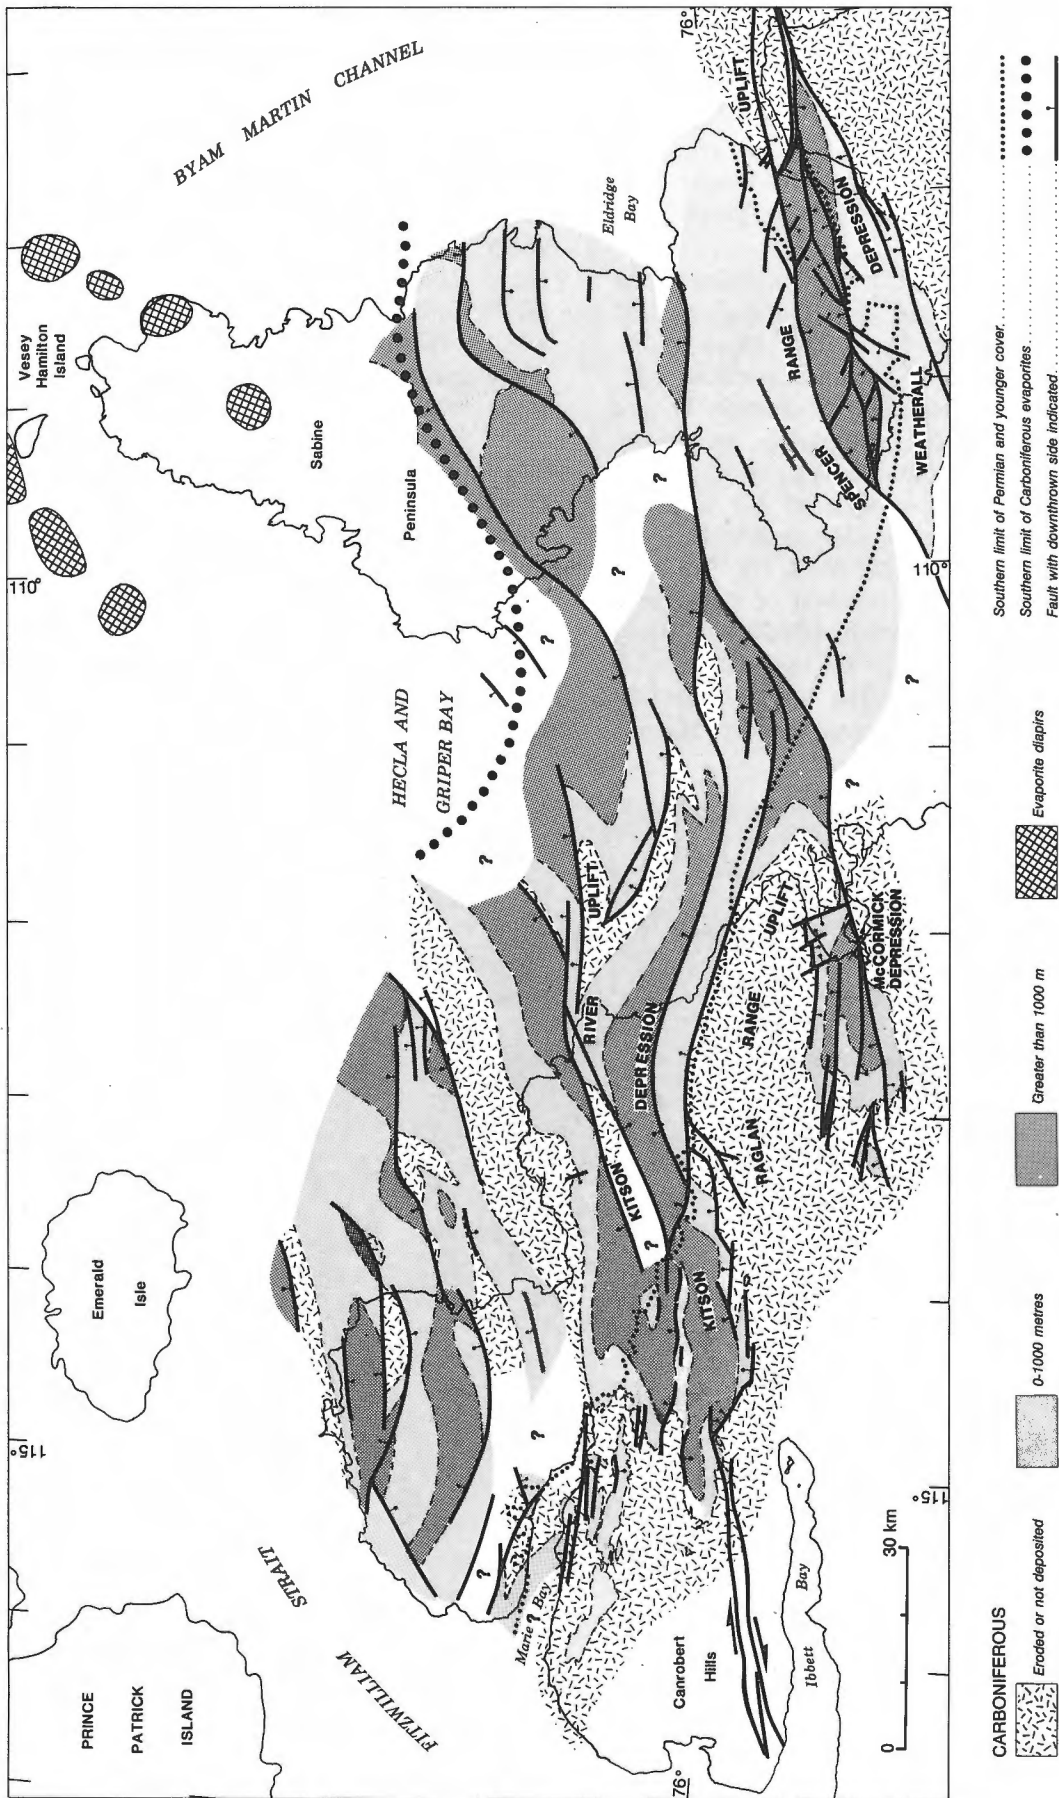 PRINCE
PATRICK
ISLAND
FITZWILLIAM
STRAIT
Emerald
Isle
HECLA AND
GRIPER BAY
BYAM MARTIN CHANNEL
Vesey
Hamilton
Island
Sabine
Peninsula
Eldridge
Bay
115°
110°
76°
76°
115°
110°
Marie
Bay
?
?
?
?
?
?
?
?
?
?
Canrobert
Hills
Ibbett
Bay
KITSON
RIVER
UPLIFT
KITSON
DEPRESSION
RAGLAN
RANGE
UPLIFT
McCORMICK
DEPRESSION
SPENCER
RANGE
UPLIFT
WEATHERALL
DEPRESSION
0
30 km
CARBONIFEROUS
Eroded or not deposited
0-1000 metres
Greater than 1000 m
Evaporite diapirs
Southern limit of Permian and younger cover
Southern limit of Carboniferous evaporites
Fault with downthrown side indicated